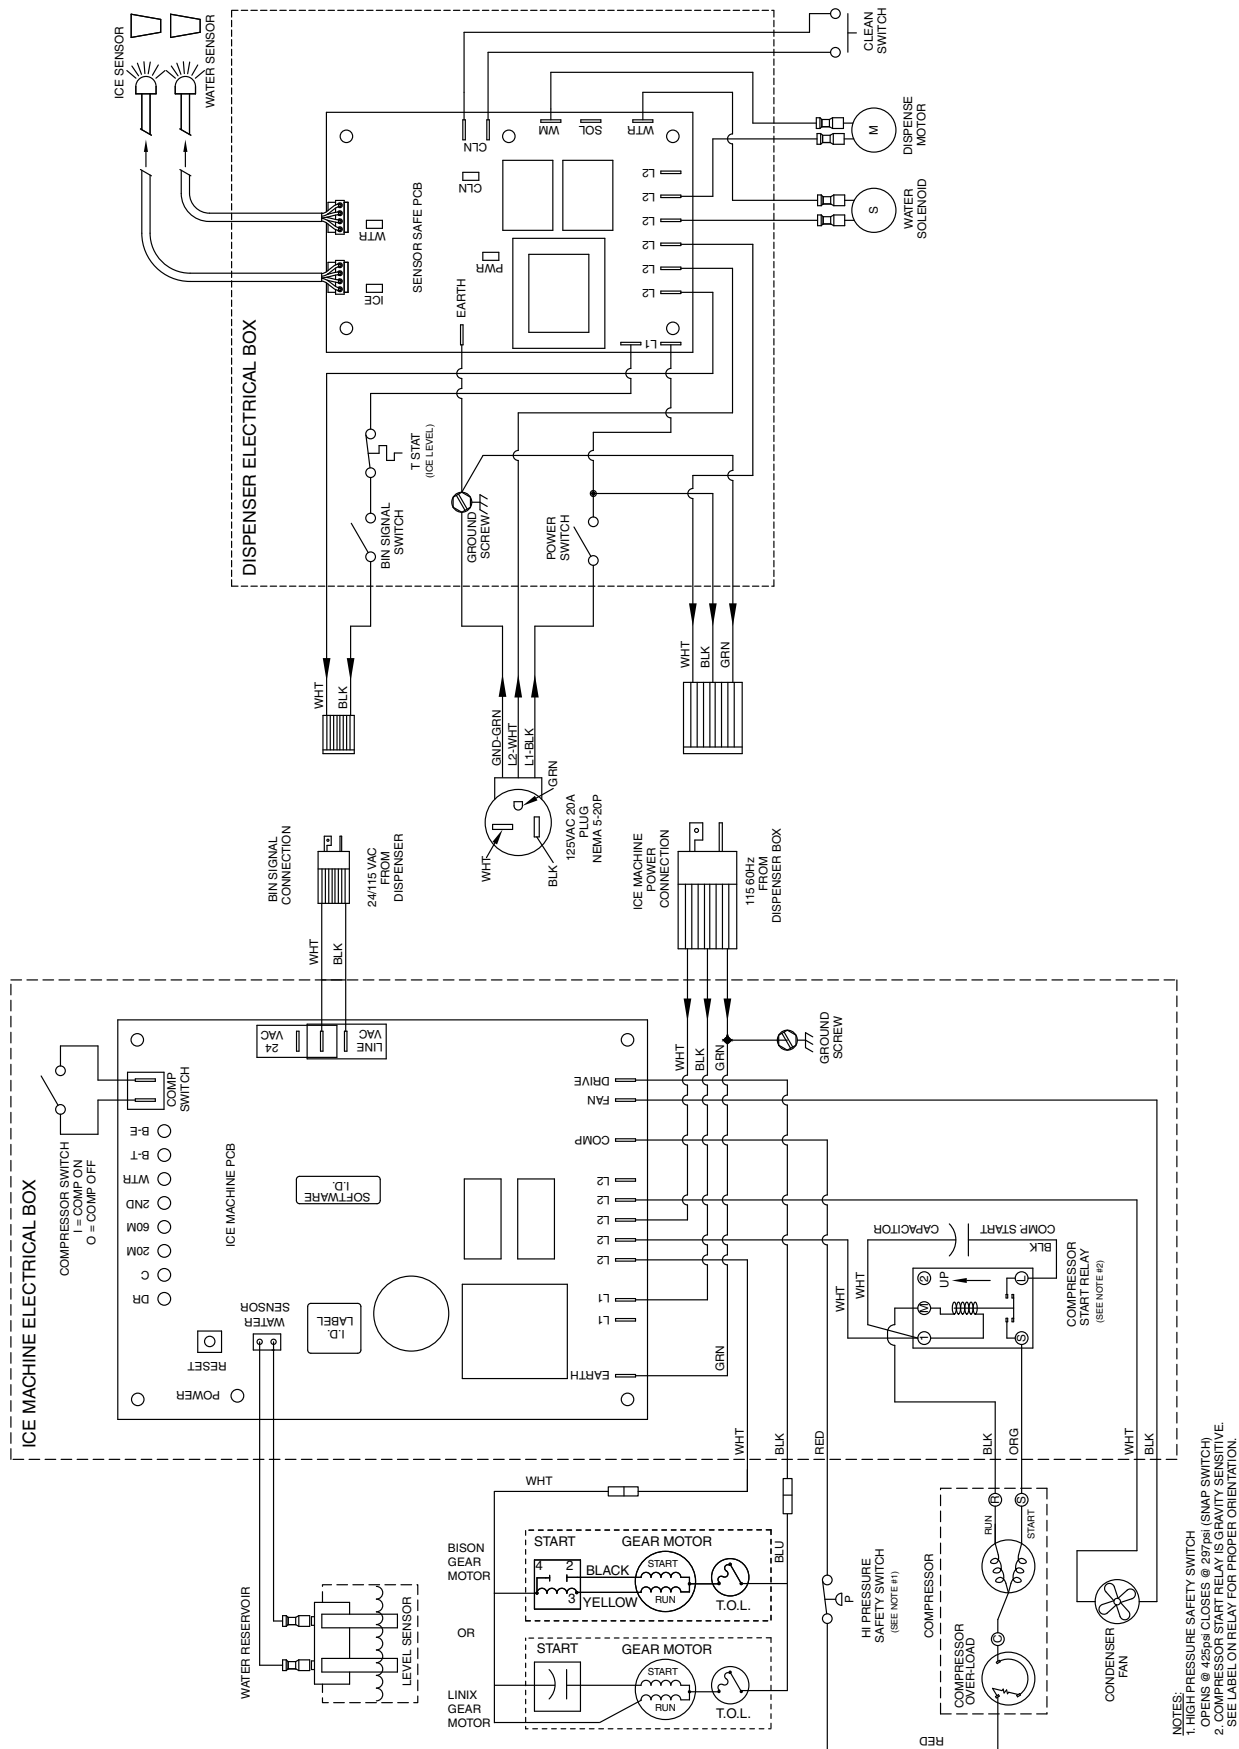 ICE MACHINE ELECTRICAL BOX
COMPRESSOR SWITCH
I = COMP ON
O = COMP OFF
COMP
SWITCH
B-E
B-T
WTR
2ND
60M
20M
C
DR
RESET
POWER
WATER
SENSOR
ICE MACHINE PCB
SOFTWARE
I.D.
I.D.
LABEL
24
VAC
LINE
VAC
DRIVE
FAN
COMP
L2
L2
L2
L2
L2
L1
L1
EARTH
WHT
BLK
GRN
GROUND
SCREW
GRN
WHT
WHT
CAPACITOR
COMP. START
BLK
2
UP
M
L
1
S
COMPRESSOR
START RELAY
(SEE NOTE #2)
WHT
BLK
RED
BLK
ORG
WHT
BLK
BIN SIGNAL
CONNECTION
WHT
BLK
24/115 VAC
FROM
DISPENSER
ICE MACHINE
POWER
CONNECTION
115 60Hz
FROM
DISPENSER BOX
WHT
BLK
GND-GRN
L2-WHT
L1-BLK
GRN
WHT
BLK
125VAC 20A
PLUG
NEMA 5-20P
WHT
BLK
GRN
DISPENSER ELECTRICAL BOX
BIN SIGNAL
SWITCH
T STAT
(ICE LEVEL)
GROUND
SCREW
POWER
SWITCH
ICE SENSOR
WATER SENSOR
SENSOR SAFE PCB
ICE
WTR
EARTH
PWR
CLN
CLN
WM
SOL
WTR
L1
L2
L2
L2
L2
L2
L2
CLEAN
SWITCH
M
DISPENSE
MOTOR
S
WATER
SOLENOID
WATER RESERVOIR
LEVEL SENSOR
WHT
BISON
GEAR
MOTOR
OR
LINIX
GEAR
MOTOR
START
GEAR MOTOR
4
2
3
BLACK
YELLOW
START
RUN
T.O.L.
BLU
START
GEAR MOTOR
START
RUN
T.O.L.
HI PRESSURE
SAFETY SWITCH
(SEE NOTE #1)
P
COMPRESSOR
RUN
R
START
S
C
COMPRESSOR
OVER-LOAD
RED
CONDENSER
FAN
NOTES:
1. HIGH PRESSURE SAFETY SWITCH
OPENS @ 425psi CLOSES @ 297psi (SNAP SWITCH)
2. COMPRESSOR START RELAY IS GRAVITY SENSITIVE.
SEE LABEL ON RELAY FOR PROPER ORIENTATION.